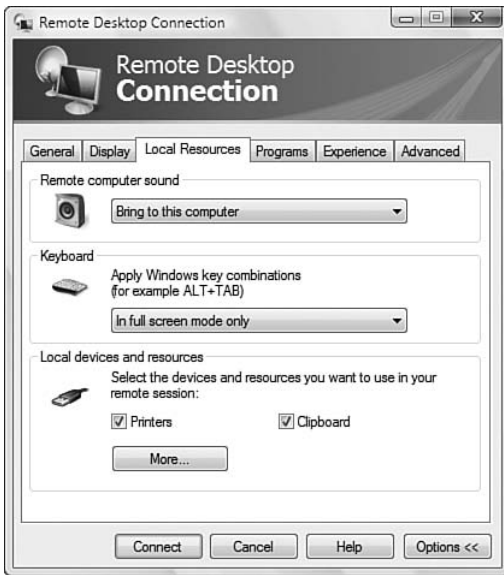 Remote Desktop Connection
Remote Desktop
Connection
General Display Local Resources Programs Experience Advanced
Remote computer sound
Bring to this computer
Keyboard
Apply Windows key combinations
(for example ALT+TAB)
In full screen mode only
Local devices and resources
Select the devices and resources you want to use in your
remote session:
Printers Clipboard
More...
Connect Cancel Help Options <<